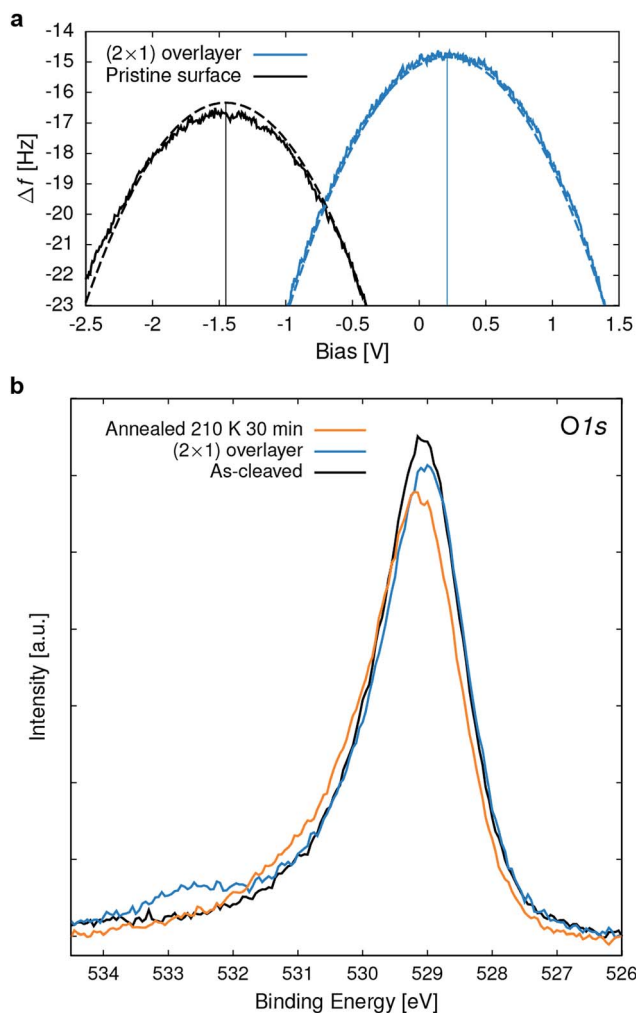 a
-14
-15
-16
-17
-18
-19
-20
-21
-22
-23
Δf [Hz]
(2×1) overlayer
Pristine surface
-2.5 -2 -1.5 -1 -0.5 0 0.5 1 1.5
Bias [V]
b
O1s
Annealed 210 K 30 min
(2×1) overlayer
As-cleaved
Intensity [a.u.]
534 533 532 531 530 529 528 527 526
Binding Energy [eV]